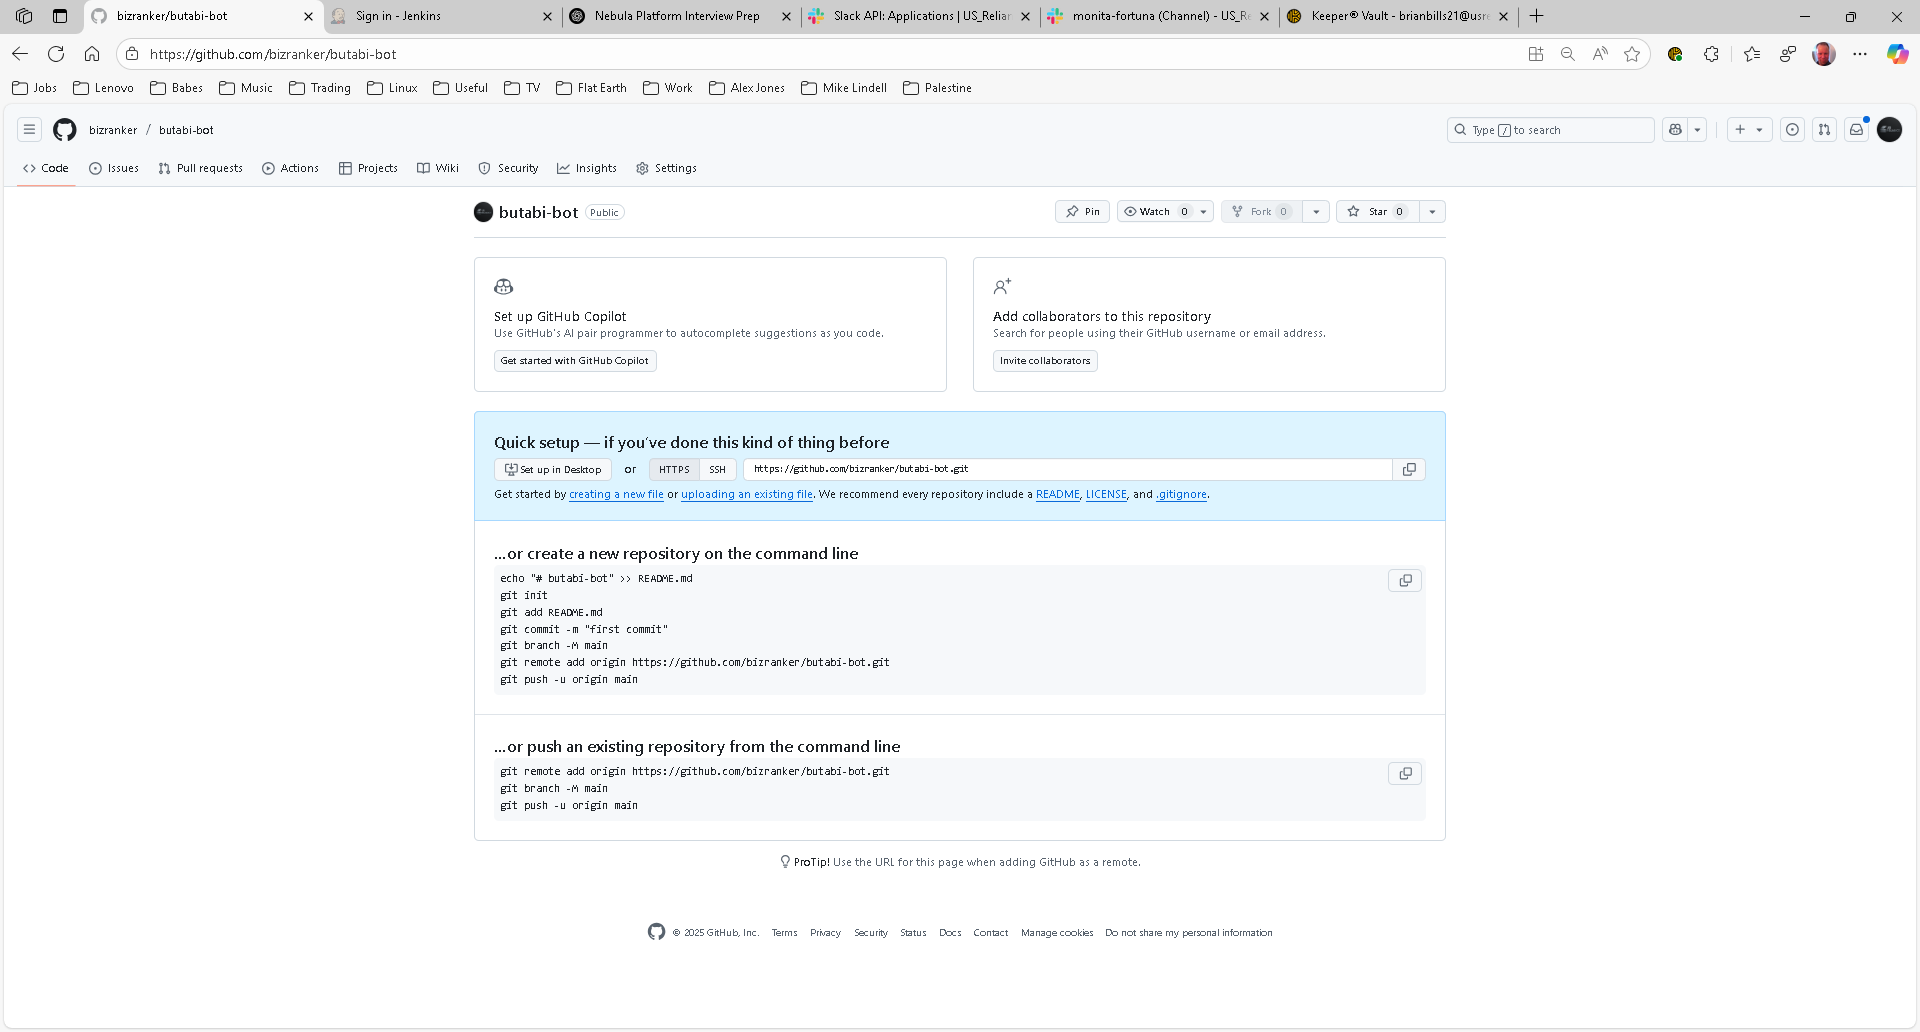 bizranker/butabi-bot
Sign in - Jenkins
Nebula Platform Interview Prep
Slack API: Applications | US_Relian
monita-fortuna (Channel) - US_Re
Keeper® Vault - brianbills21@usre
https://github.com/bizranker/butabi-bot
Jobs Lenovo Babes Music Trading Linux Useful TV Flat Earth Work Alex Jones Mike Lindell Palestine
bizranker / butabi-bot
Type / to search
Code Issues Pull requests Actions Projects Wiki Security Insights Settings
butabi-bot Public
Pin Watch 0 Fork 0 Star 0
Set up GitHub Copilot
Use GitHub's AI pair programmer to autocomplete suggestions as you code.
Get started with GitHub Copilot
Add collaborators to this repository
Search for people using their GitHub username or email address.
Invite collaborators
Quick setup — if you've done this kind of thing before
Set up in Desktop or HTTPS SSH https://github.com/bizranker/butabi-bot.git
Get started by creating a new file or uploading an existing file. We recommend every repository include a README, LICENSE, and .gitignore.
…or create a new repository on the command line
echo "# butabi-bot" >> README.md
git init
git add README.md
git commit -m "first commit"
git branch -M main
git remote add origin https://github.com/bizranker/butabi-bot.git
git push -u origin main
…or push an existing repository from the command line
git remote add origin https://github.com/bizranker/butabi-bot.git
git branch -M main
git push -u origin main
ProTip! Use the URL for this page when adding GitHub as a remote.
© 2025 GitHub, Inc. Terms Privacy Security Status Docs Contact Manage cookies Do not share my personal information